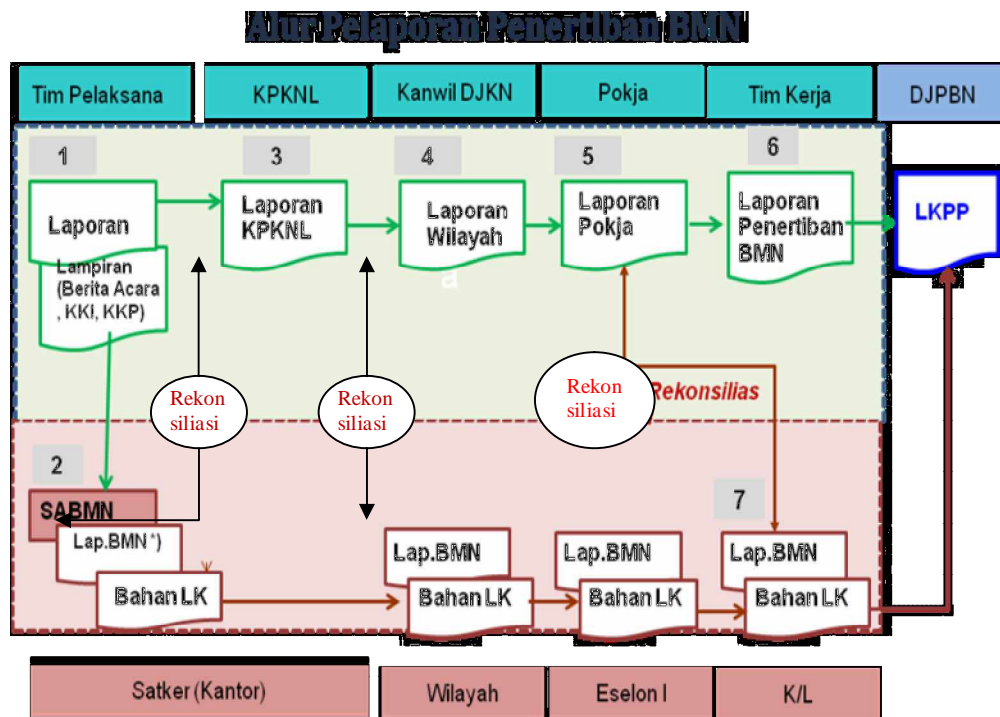 Alur Pelaporan Penertiban BMN
Tim Pelaksana
KPKNL
Kanwil DJKN
Pokja
Tim Kerja
DJPBN
1
3
4
5
6
Laporan
Laporan
KPKNL
Laporan
Wilayah
a
Laporan
Pokja
Laporan
Penertiban
BMN
LKPP
Lampiran
(Berita Acara
, KKI, KKP)
Rekon
siliasi
Rekon
siliasi
Rekon
siliasi
Rekonsilias
2
7
SABMN
Lap.BMN *)
Bahan LK
Lap.BMN
Bahan LK
Lap.BMN
Bahan LK
Lap.BMN
Bahan LK
Satker (Kantor)
Wilayah
Eselon I
K/L